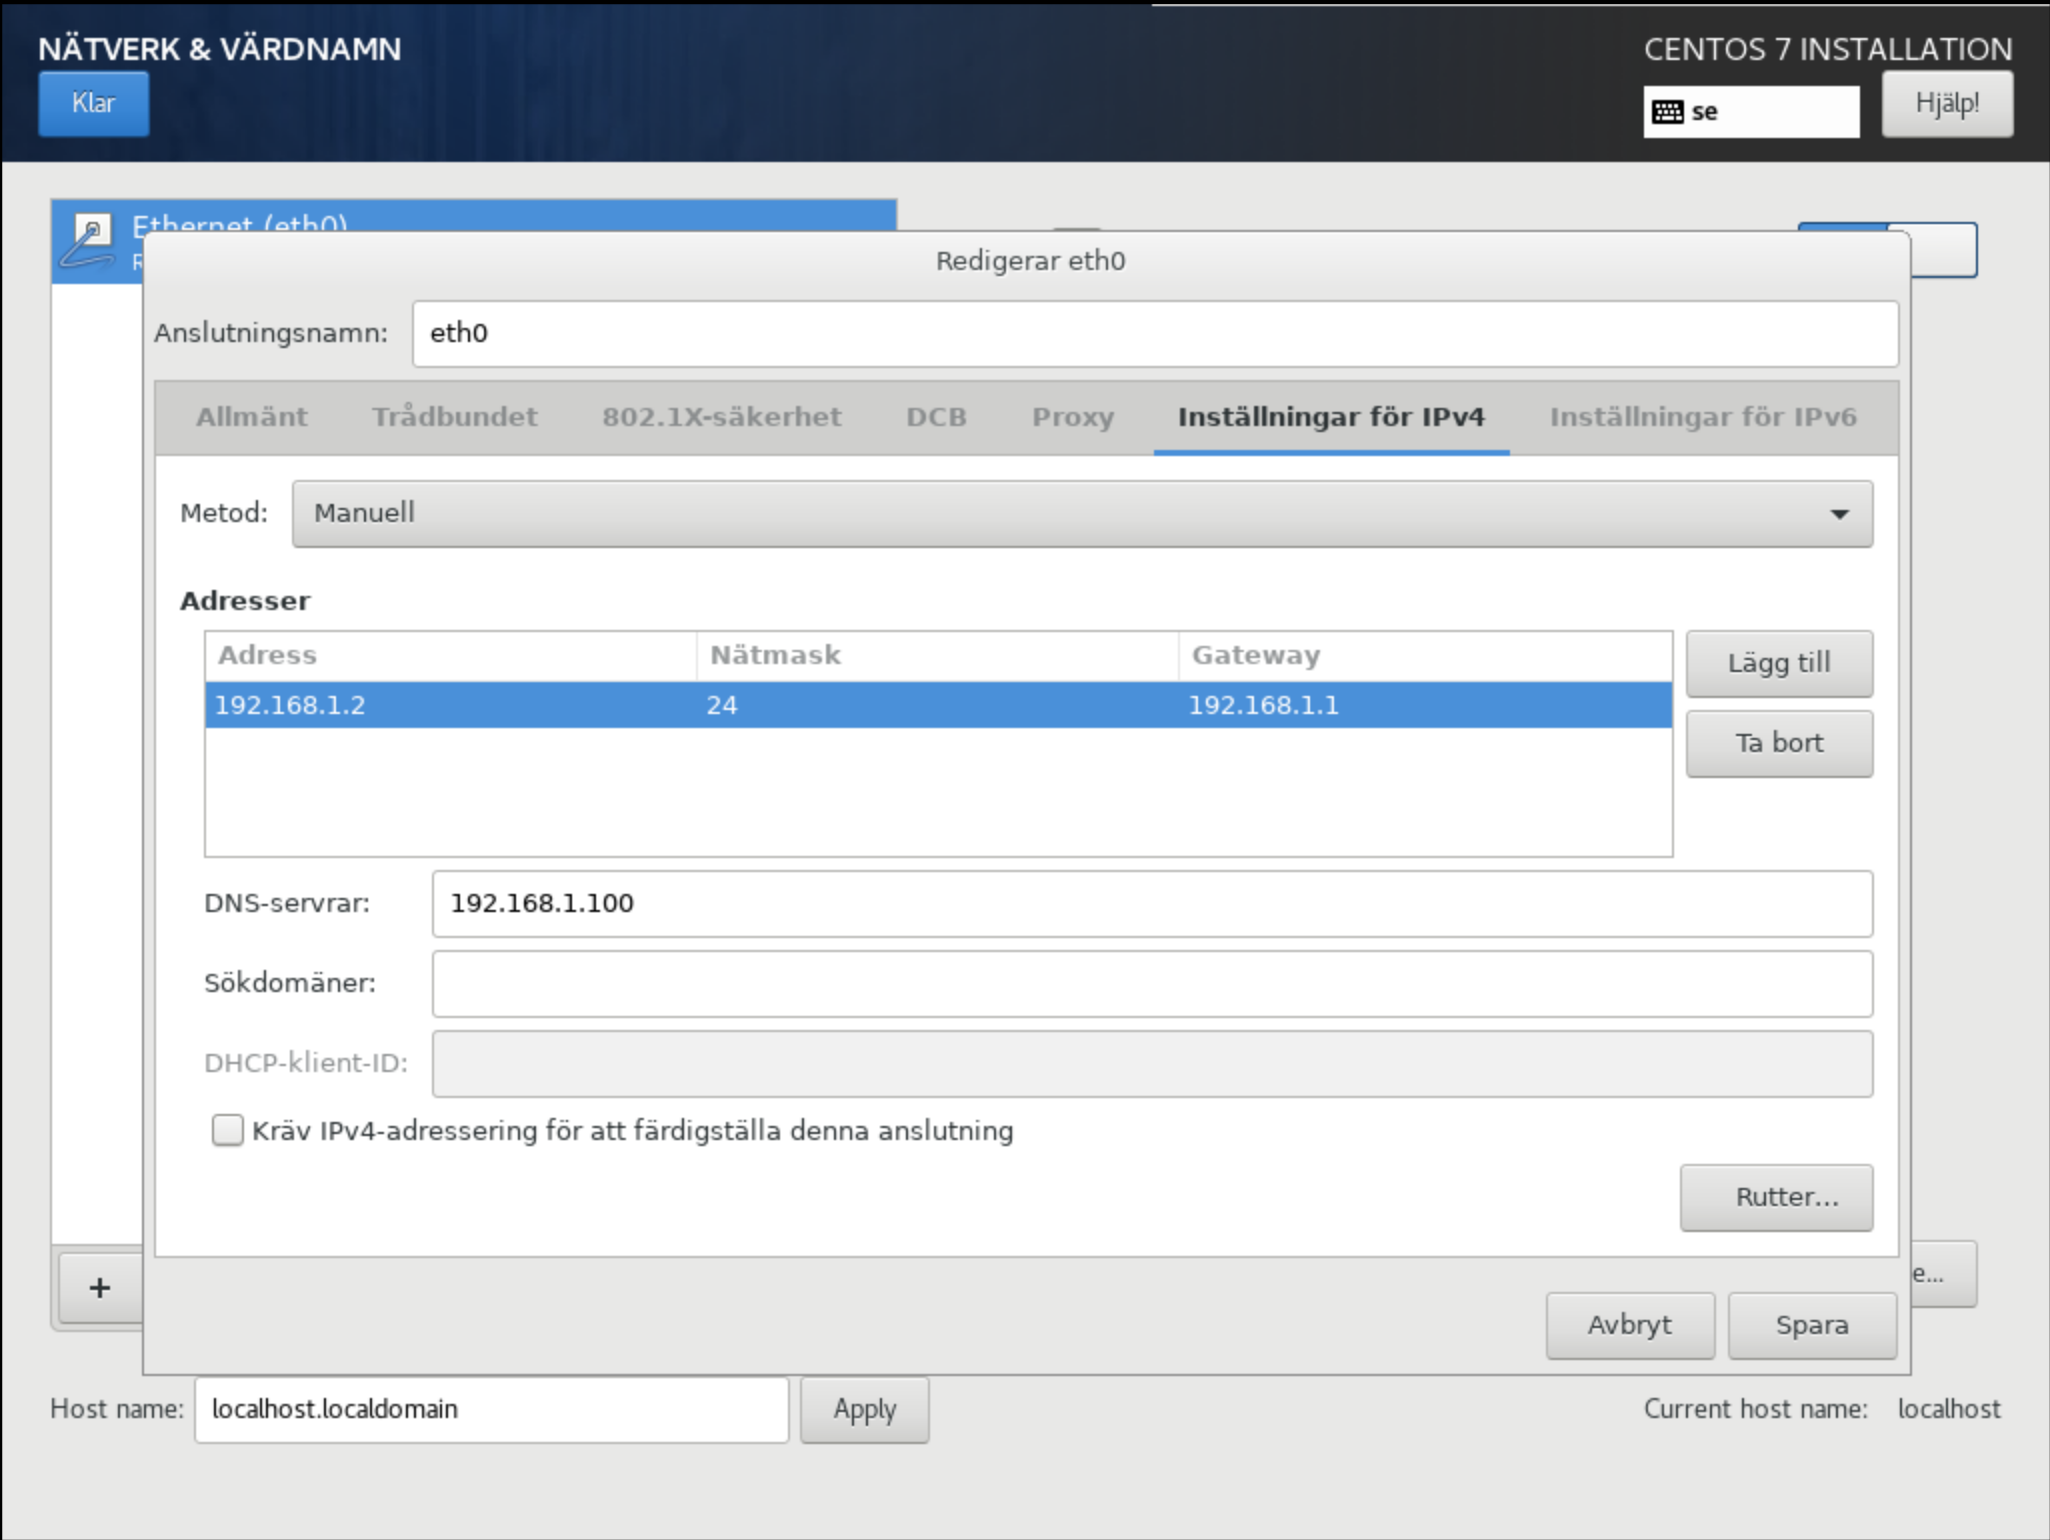 NÄTVERK & VÄRDNAMN
CENTOS 7 INSTALLATION
Klar
se
Hjälp!
Ethernet (eth0)
Redigerar eth0
Anslutningsnamn: eth0
Allmänt Trådbundet 802.1X-säkerhet DCB Proxy Inställningar för IPv4 Inställningar för IPv6
Metod: Manuell
Adresser
Adress Nätmask Gateway
192.168.1.2 24 192.168.1.1
Lägg till
Ta bort
DNS-servrar: 192.168.1.100
Sökdomäner:
DHCP-klient-ID:
Kräv IPv4-adressering för att färdigställa denna anslutning
Rutter...
+
e...
Avbryt Spara
Host name: localhost.localdomain Apply Current host name: localhost